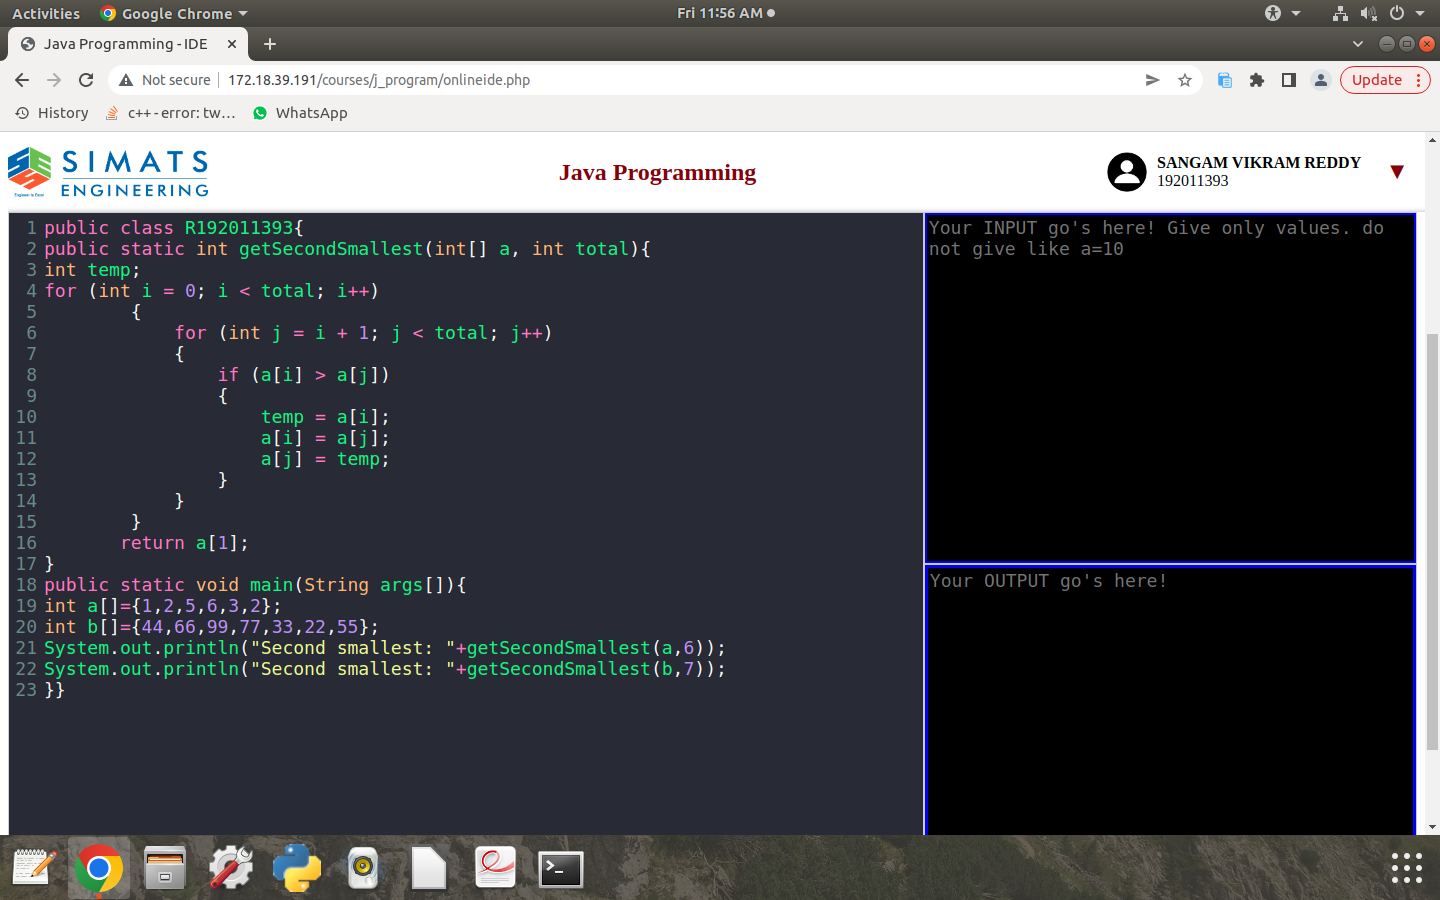 Activities Google Chrome Fri 11:56 AM
Java Programming - IDE
Not secure 172.18.39.191/courses/j_program/onlineide.php Update
History c++ - error: tw… WhatsApp
SIMATS
ENGINEERING
Java Programming
SANGAM VIKRAM REDDY
192011393
1 public class R192011393{
2 public static int getSecondSmallest(int[] a, int total){
3 int temp;
4 for (int i = 0; i < total; i++)
5         {
6             for (int j = i + 1; j < total; j++)
7             {
8                 if (a[i] > a[j])
9                 {
10                     temp = a[i];
11                     a[i] = a[j];
12                     a[j] = temp;
13                 }
14             }
15         }
16        return a[1];
17 }
18 public static void main(String args[]){
19 int a[]={1,2,5,6,3,2};
20 int b[]={44,66,99,77,33,22,55};
21 System.out.println("Second smallest: "+getSecondSmallest(a,6));
22 System.out.println("Second smallest: "+getSecondSmallest(b,7));
23 }}
Your INPUT go's here! Give only values. do
not give like a=10
Your OUTPUT go's here!